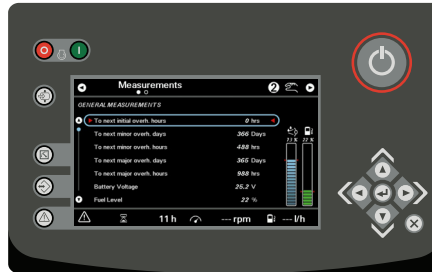 Measurements
2
GENERAL MEASUREMENTS
To next initial overh. hours 0 hrs
To next minor overh. days 366 Days
To next minor overh. hours 488 hrs
To next major overh. days 365 Days
To next major overh. hours 988 hrs
Battery Voltage 25.2 V
Fuel Level 22 %
73 % 22 %
11 h --- rpm --- l/h